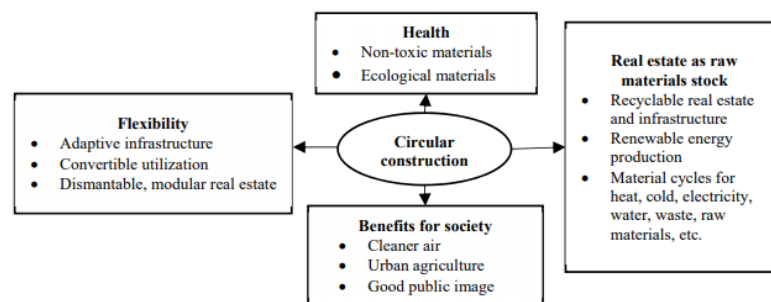 Health
• Non-toxic materials
• Ecological materials
Flexibility
• Adaptive infrastructure
• Convertible utilization
• Dismantable, modular real estate
Circular
construction
Real estate as raw
materials stock
• Recyclable real estate
and infrastructure
• Renewable energy
production
• Material cycles for
heat, cold, electricity,
water, waste, raw
materials, etc.
Benefits for society
• Cleaner air
• Urban agriculture
• Good public image